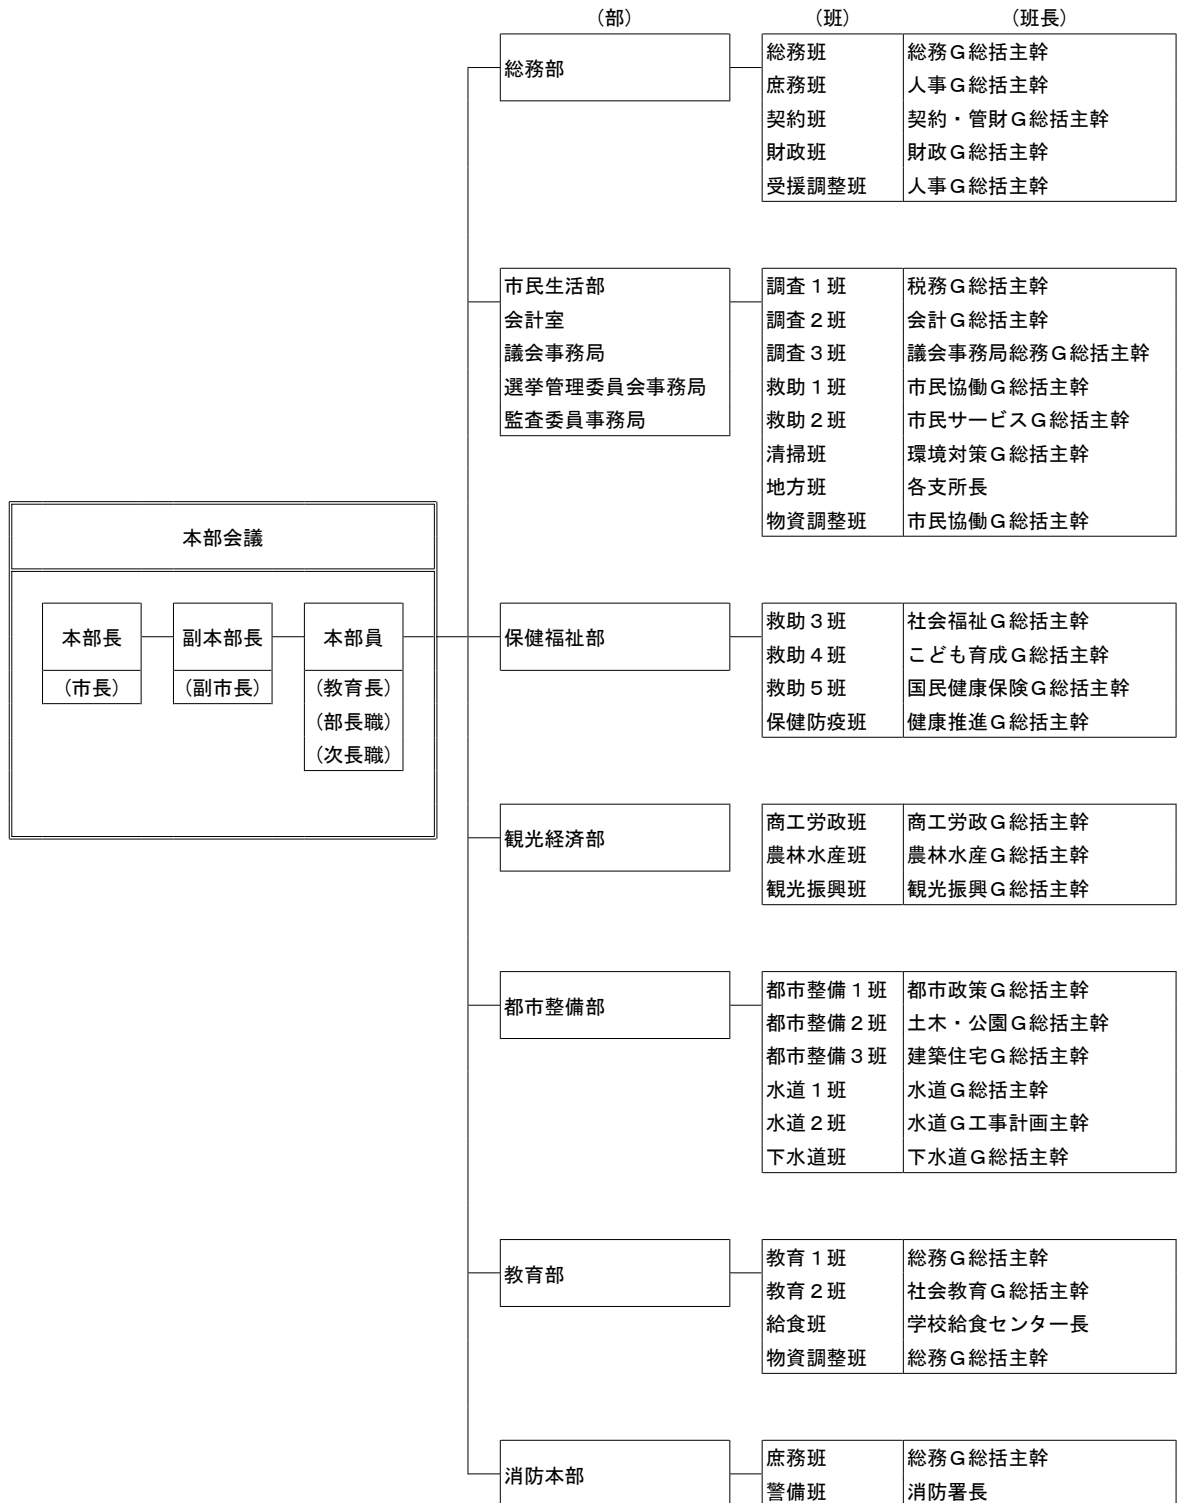 （部）　（班）　（班長）
総務部
総務班　総務Ｇ総括主幹
庶務班　人事Ｇ総括主幹
契約班　契約・管財Ｇ総括主幹
財政班　財政Ｇ総括主幹
受援調整班　人事Ｇ総括主幹
市民生活部
会計室
議会事務局
選挙管理委員会事務局
監査委員事務局
調査１班　税務Ｇ総括主幹
調査２班　会計Ｇ総括主幹
調査３班　議会事務局総務Ｇ総括主幹
救助１班　市民協働Ｇ総括主幹
救助２班　市民サービスＧ総括主幹
清掃班　環境対策Ｇ総括主幹
地方班　各支所長
物資調整班　市民協働Ｇ総括主幹
本部会議
本部長　副本部長　本部員
（市長）　（副市長）　（教育長）
（部長職）
（次長職）
保健福祉部
救助３班　社会福祉Ｇ総括主幹
救助４班　こども育成Ｇ総括主幹
救助５班　国民健康保険Ｇ総括主幹
保健防疫班　健康推進Ｇ総括主幹
観光経済部
商工労政班　商工労政Ｇ総括主幹
農林水産班　農林水産Ｇ総括主幹
観光振興班　観光振興Ｇ総括主幹
都市整備部
都市整備１班　都市政策Ｇ総括主幹
都市整備２班　土木・公園Ｇ総括主幹
都市整備３班　建築住宅Ｇ総括主幹
水道１班　水道Ｇ総括主幹
水道２班　水道Ｇ工事計画主幹
下水道班　下水道Ｇ総括主幹
教育部
教育１班　総務Ｇ総括主幹
教育２班　社会教育Ｇ総括主幹
給食班　学校給食センター長
物資調整班　総務Ｇ総括主幹
消防本部
庶務班　総務Ｇ総括主幹
警備班　消防署長